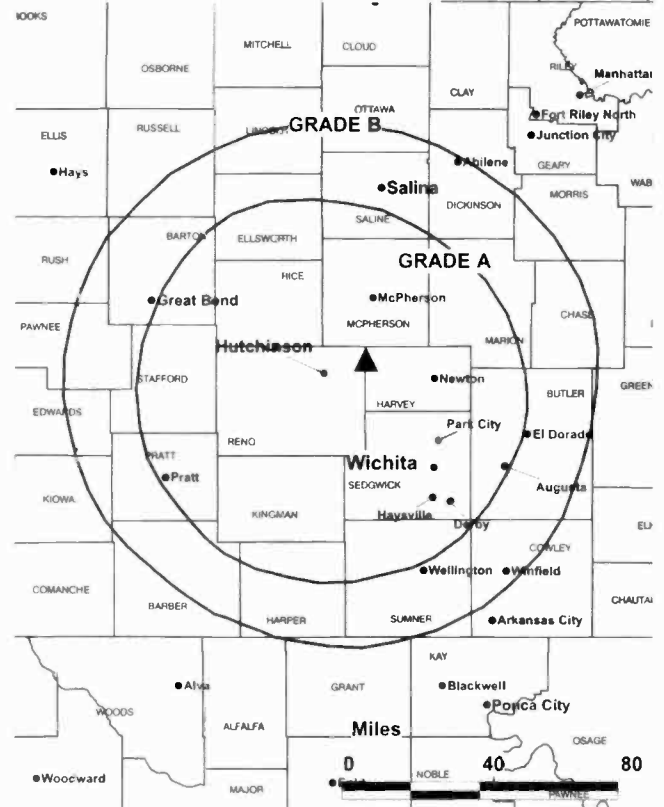 POTTAWATOMIE
MITCHELL
CLOUD
OSBORNE
RILEY
Manhattan
CLAY
OTTAWA
Fort Riley North
GRADE B
RUSSELL
LINCOLN
ELLIS
Junction City
Abilene
Hays
GEARY
Salina
MORRIS
WAB
DICKINSON
SALINE
BARTON
ELLSWORTH
RUSH
GRADE A
RICE
Great Bend
McPherson
CHASE
PAWNEE
MCPHERSON
MARION
Hutchinson
STAFFORD
Newton
GREEN
BUTLER
HARVEY
EDWARDS
Park City
El Dorado
RENO
PRATT
Wichita
Pratt
SEDGWICK
Augusta
KIOWA
Haysville
Derby
KINGMAN
COWLEY
Wellington
Winfield
COMANCHE
CHAUTAU
BARBER
HARPER
SUMNER
Arkansas City
KAY
Alva
GRANT
Blackwell
Ponca City
WOODS
ALFALFA
Miles
OSAGE
0 40 80
Woodward
NOBLE
MAJOR
PAWNEE